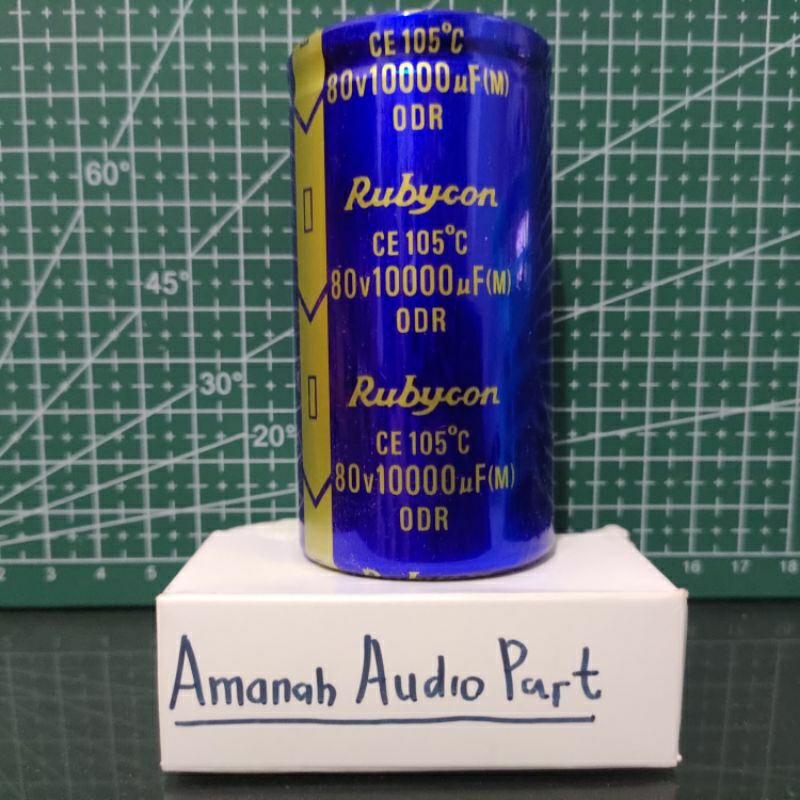 CE 105°C
80v10000µF(M)
ODR
Rubycon
CE 105°C
80v10000µF(M)
ODR
Rubycon
CE 105°C
80v10000µF(M)
ODR
60°
45°
30°
20°
2
3
4
5
16
17
18
Amanah Audio Part